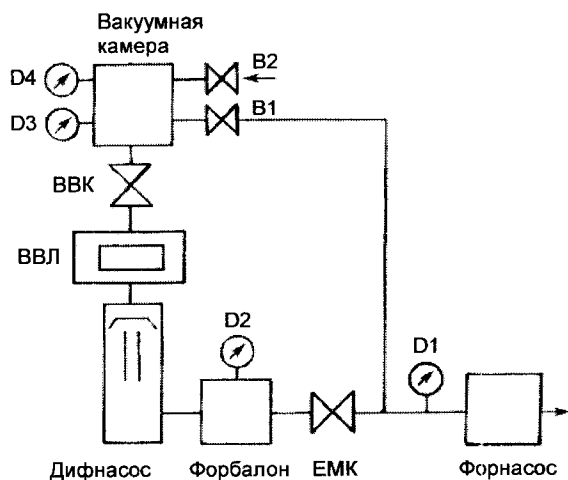 Вакуумная
камера
D4
B2
D3
B1
ВВК
ВВЛ
D2
D1
Дифнасос
Форбалон
ЕМК
Форнасос